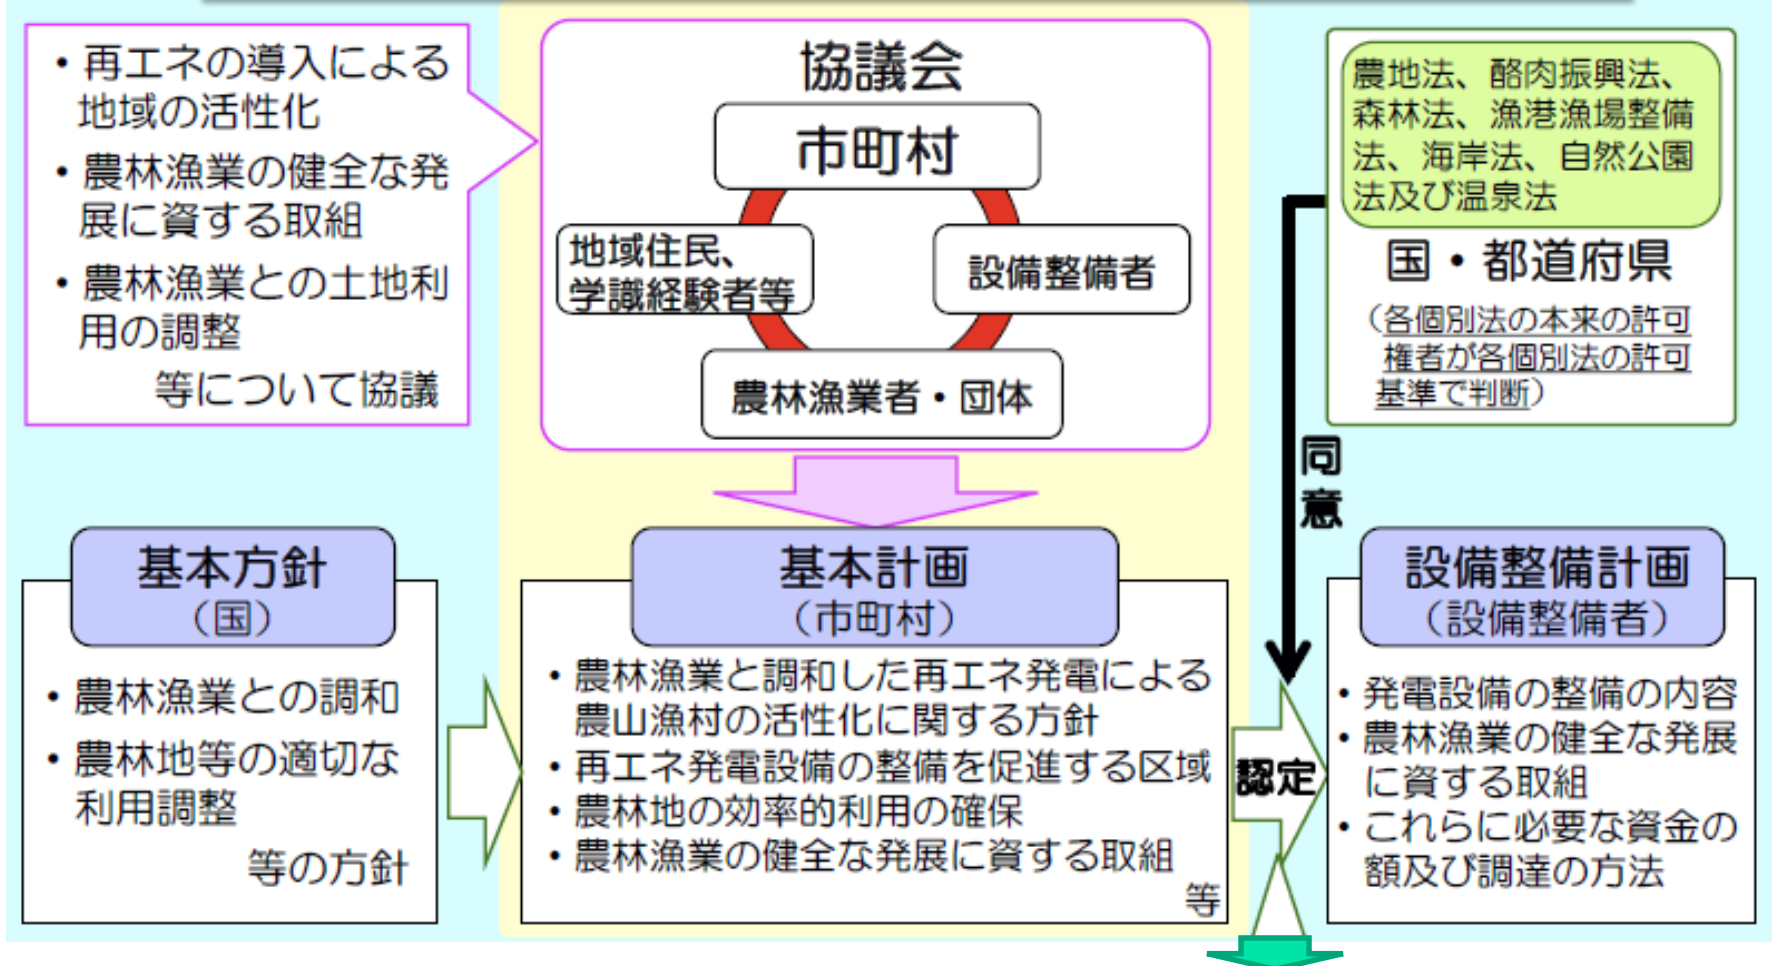 ・再エネの導入による
地域の活性化
・農林漁業の健全な発
展に資する取組
・農林漁業との土地利
用の調整
等について協議
協議会
市町村
地域住民、
学識経験者等
設備整備者
農林漁業者・団体
農地法、酪肉振興法、
森林法、漁港漁場整備
法、海岸法、自然公園
法及び温泉法
国・都道府県
（各個別法の本来の許可
権者が各個別法の許可
基準で判断）
同意
基本方針
（国）
・農林漁業との調和
・農林地等の適切な
利用調整
等の方針
基本計画
（市町村）
・農林漁業と調和した再エネ発電による
農山漁村の活性化に関する方針
・再エネ発電設備の整備を促進する区域
・農林地の効率的利用の確保
・農林漁業の健全な発展に資する取組
等
認定
設備整備計画
（設備整備者）
・発電設備の整備の内容
・農林漁業の健全な発展
に資する取組
・これらに必要な資金の
額及び調達の方法